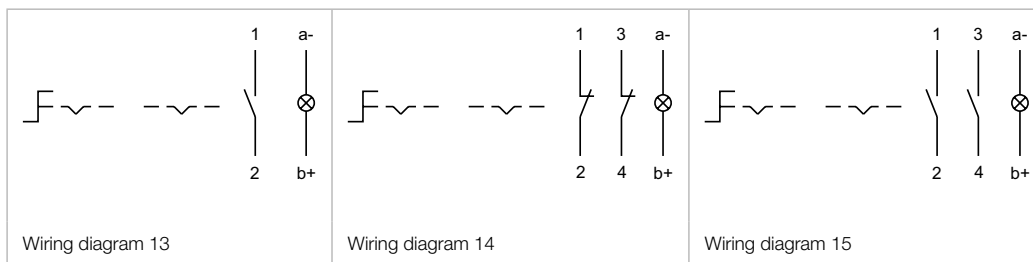 1 a-
2 b+
Wiring diagram 13
1 3 a-
2 4 b+
Wiring diagram 14
1 3 a-
2 4 b+
Wiring diagram 15